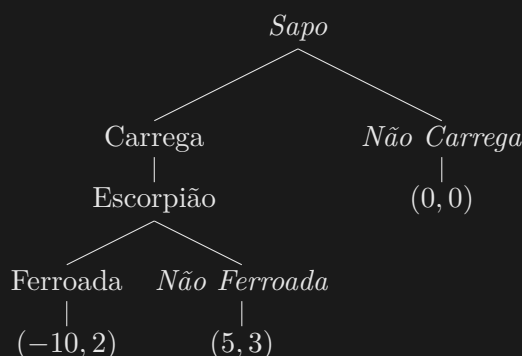 Sapo
Carrega Não Carrega
Escorpião (0, 0)
Ferroada Não Ferroada
(−10, 2) (5, 3)